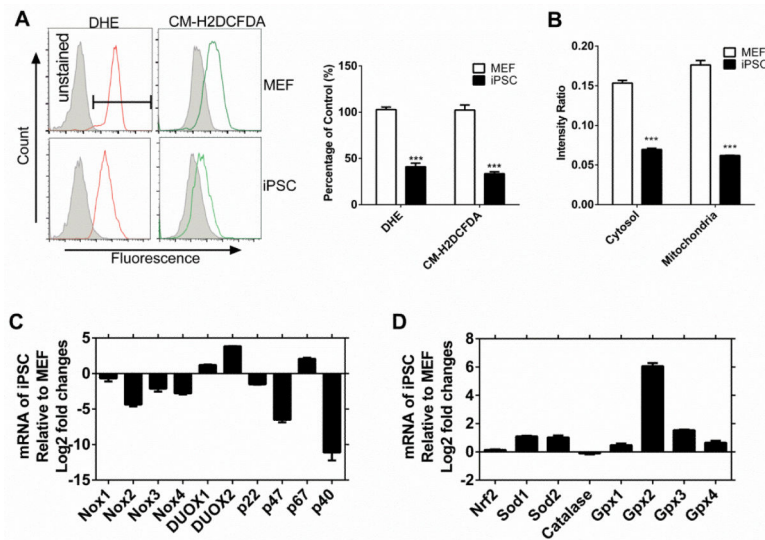 A
DHE
CM-H2DCFDA
unstained
MEF
iPSC
Count
Fluorescence
MEF
iPSC
Percentage of Control (%)
150
100
50
0
***
***
DHE
CM-H2DCFDA
B
MEF
iPSC
Intensity Ratio
0.20
0.15
0.10
0.05
0.00
***
***
Cytosol
Mitochondria
C
mRNA of iPSC
Relative to MEF
Log2 fold changes
5
0
-5
-10
-15
Nox1
Nox2
Nox3
Nox4
DUOX1
DUOX2
p22
p47
p67
p40
D
mRNA of iPSC
Relative to MEF
Log2 fold changes
8
6
4
2
0
-2
Nrf2
Sod1
Sod2
Catalase
Gpx1
Gpx2
Gpx3
Gpx4